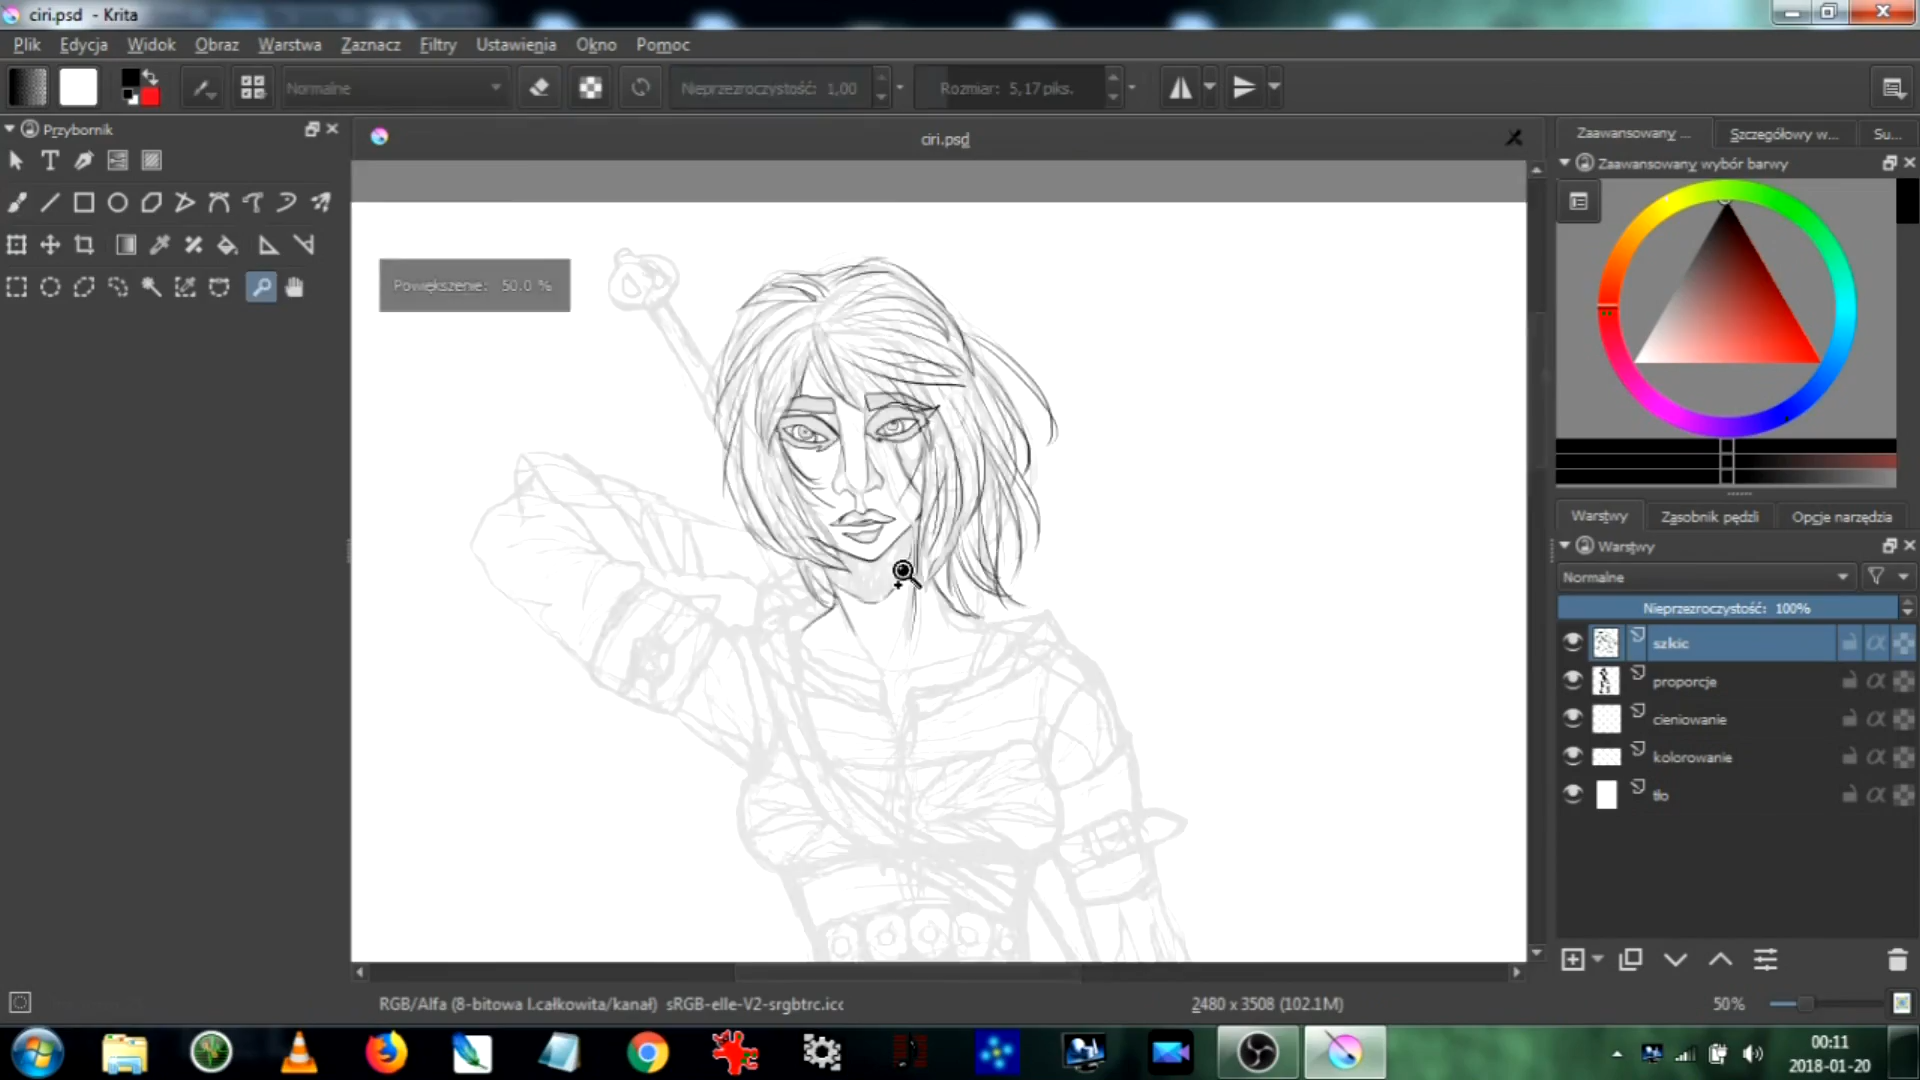 ciri.psd - Krita
Plik Edycja Widok Obraz Warstwa Zaznacz Filtry Ustawienia Okno Pomoc
Normalne Nieprzezroczystość: 1,00 Rozmiar: 5,17 piks.
Przybornik
ciri.psd
Zaawansowany ... Szczegółowy w... Su...
Zaawansowany wybór barwy
Powiększenie: 50.0 %
Warstwy Zasobnik pędzli Opcje narzędzia
Warstwy
Normalne
Nieprzezroczystość: 100%
szkic
proporcje
cieniowanie
kolorowanie
tło
RGB/Alfa (8-bitowa l.całkowita/kanał) sRGB-elle-V2-srgbtrc.icc 2480 x 3508 (102.1M) 50%
00:11
2018-01-20